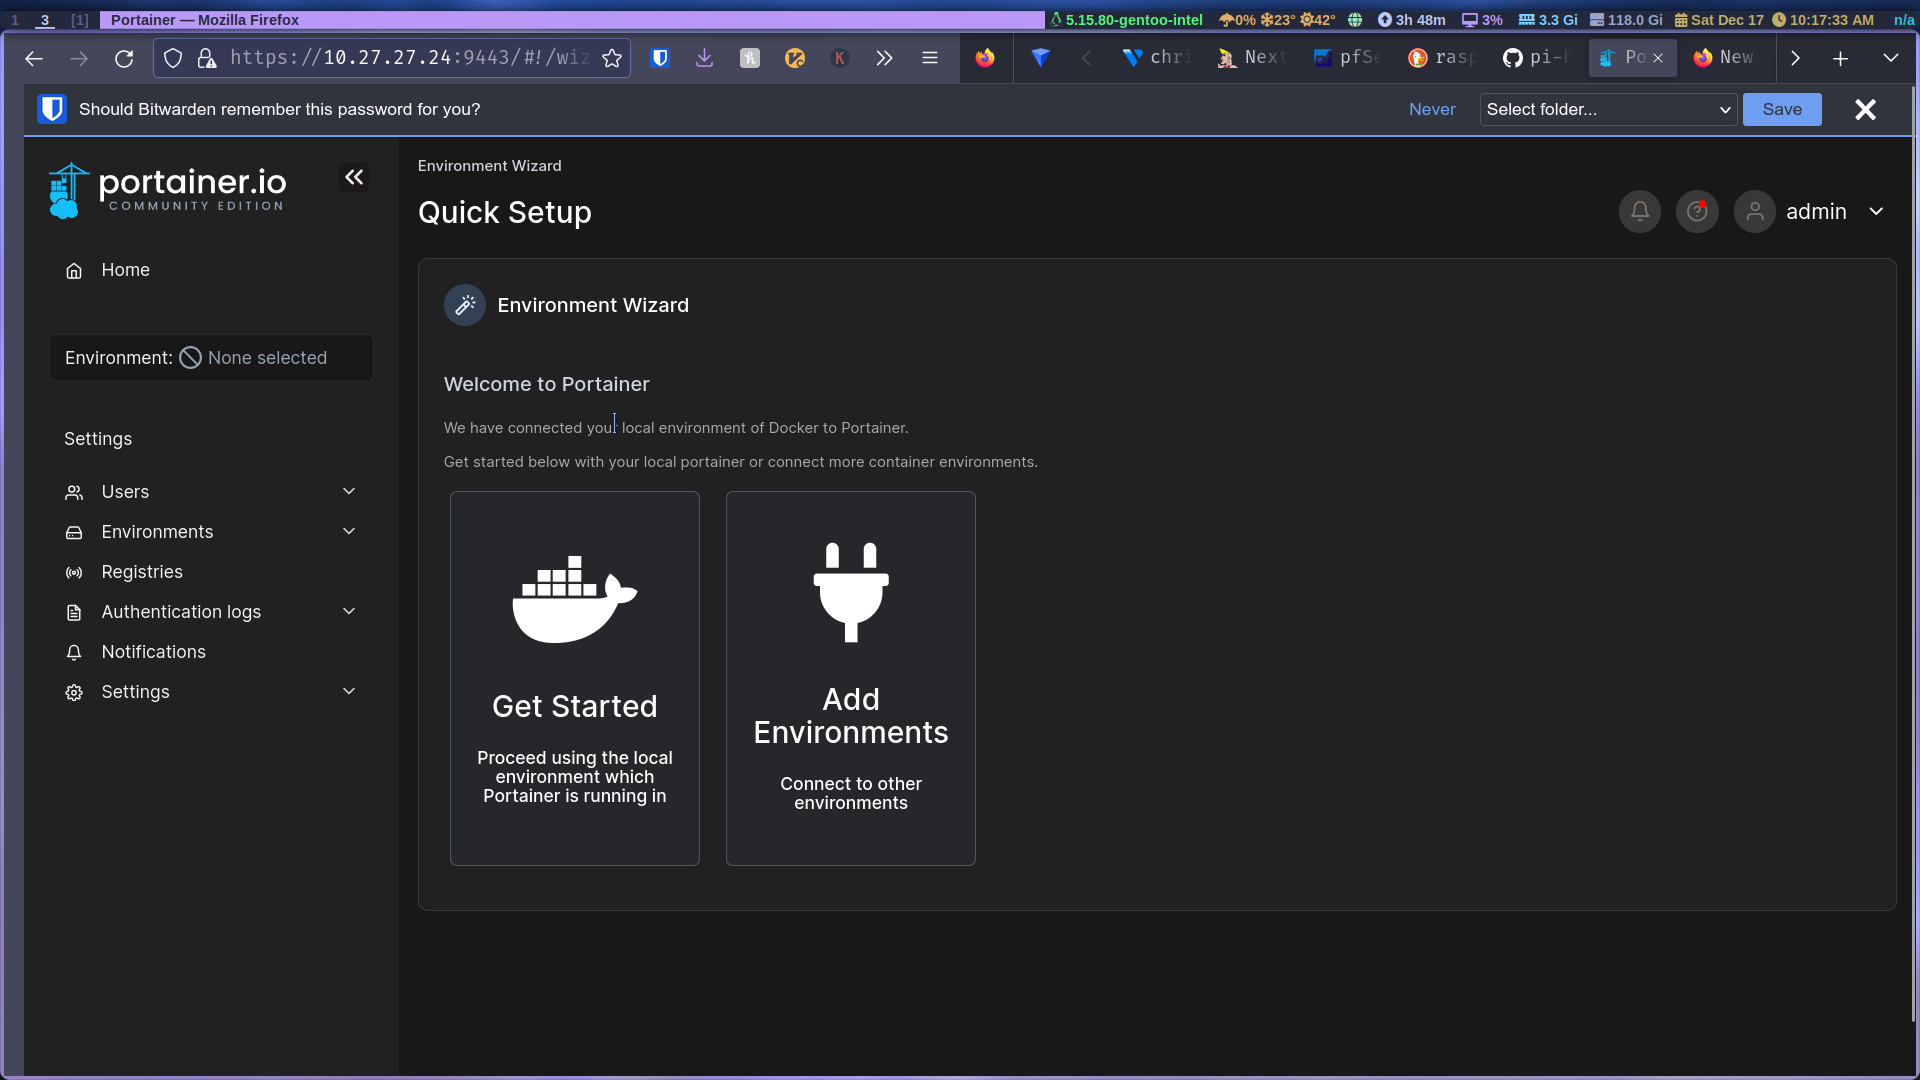 1 3 [1] Portainer — Mozilla Firefox 5.15.80-gentoo-intel 0% 23° 42° 3h 48m 3% 3.3 Gi 118.0 Gi Sat Dec 17 10:17:33 AM n/a
https://10.27.27.24:9443/#!/wiz chri Next pfSe rasp pi-h Po New
Should Bitwarden remember this password for you? Never Select folder... Save
portainer.io
COMMUNITY EDITION
Home
Environment: None selected
Settings
Users
Environments
Registries
Authentication logs
Notifications
Settings
Environment Wizard
Quick Setup
admin
Environment Wizard
Welcome to Portainer
We have connected your local environment of Docker to Portainer.
Get started below with your local portainer or connect more container environments.
Get Started
Proceed using the local
environment which
Portainer is running in
Add
Environments
Connect to other
environments